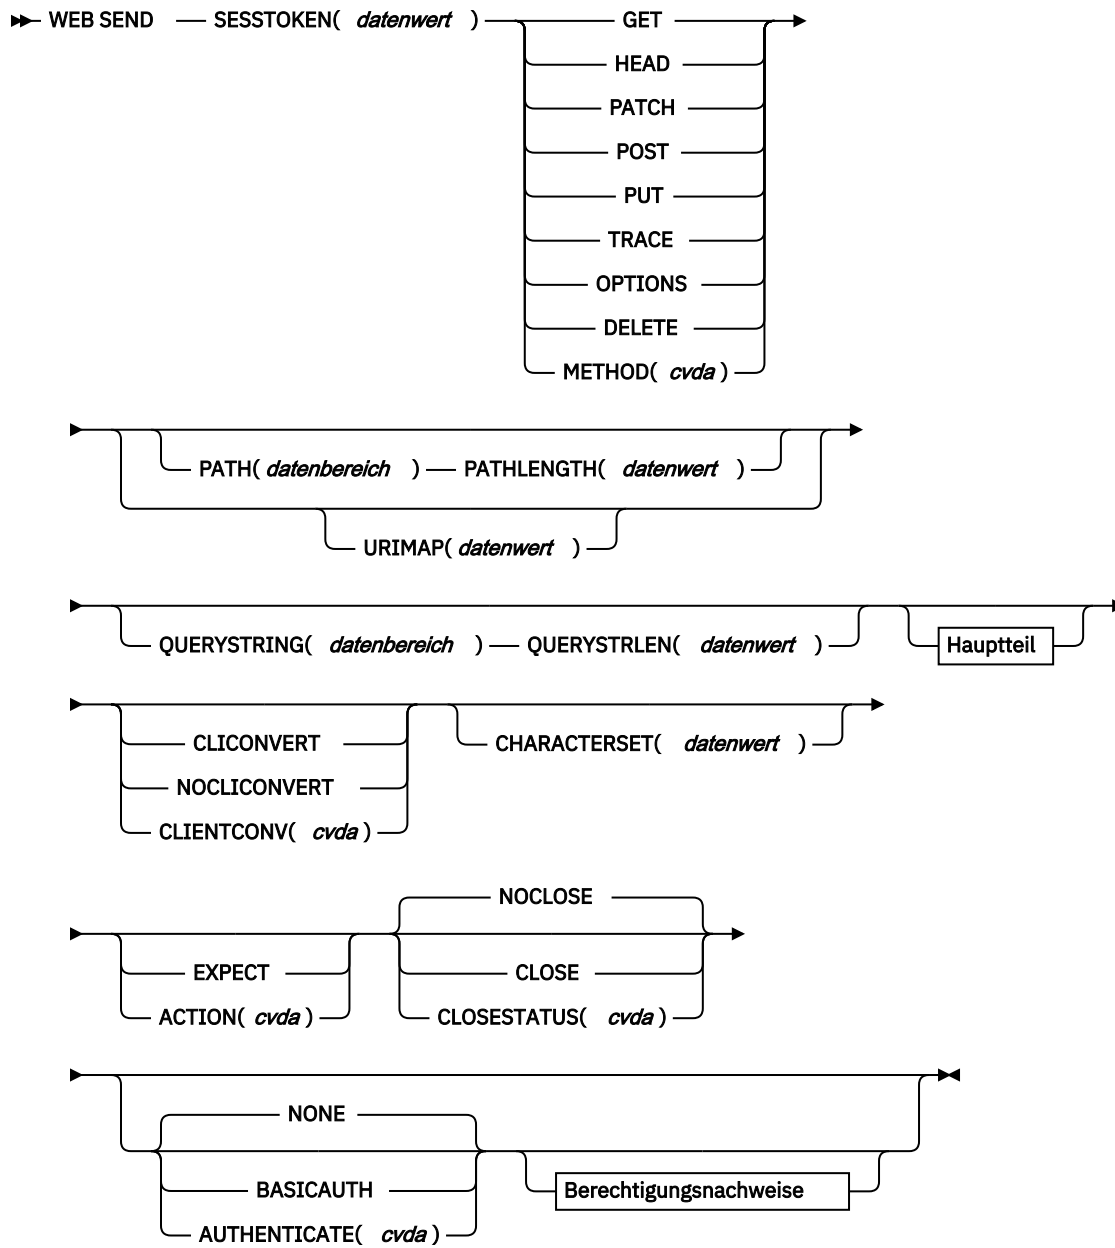 WEB SEND SESSTOKEN( datenwert ) GET
HEAD
PATCH
POST
PUT
TRACE
OPTIONS
DELETE
METHOD( cvda )
PATH( datenbereich ) PATHLENGTH( datenwert )
URIMAP( datenwert )
QUERYSTRING( datenbereich ) QUERYSTRLEN( datenwert ) Hauptteil
CLICONVERT CHARACTERSET( datenwert )
NOCLICONVERT
CLIENTCONV( cvda )
NOCLOSE
EXPECT CLOSE
ACTION( cvda ) CLOSESTATUS( cvda )
NONE
BASICAUTH Berechtigungsnachweise
AUTHENTICATE( cvda )